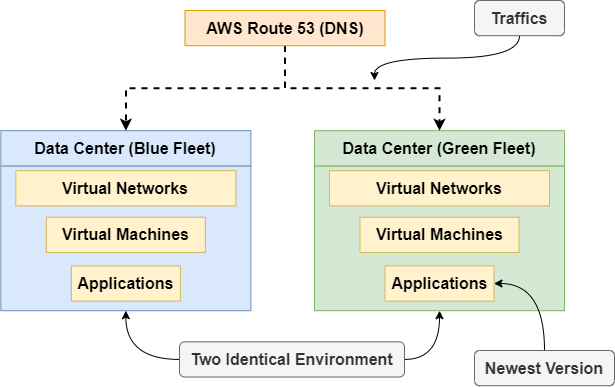 AWS Route 53 (DNS)
Traffics
Data Center (Blue Fleet)
Virtual Networks
Virtual Machines
Applications
Data Center (Green Fleet)
Virtual Networks
Virtual Machines
Applications
Two Identical Environment
Newest Version